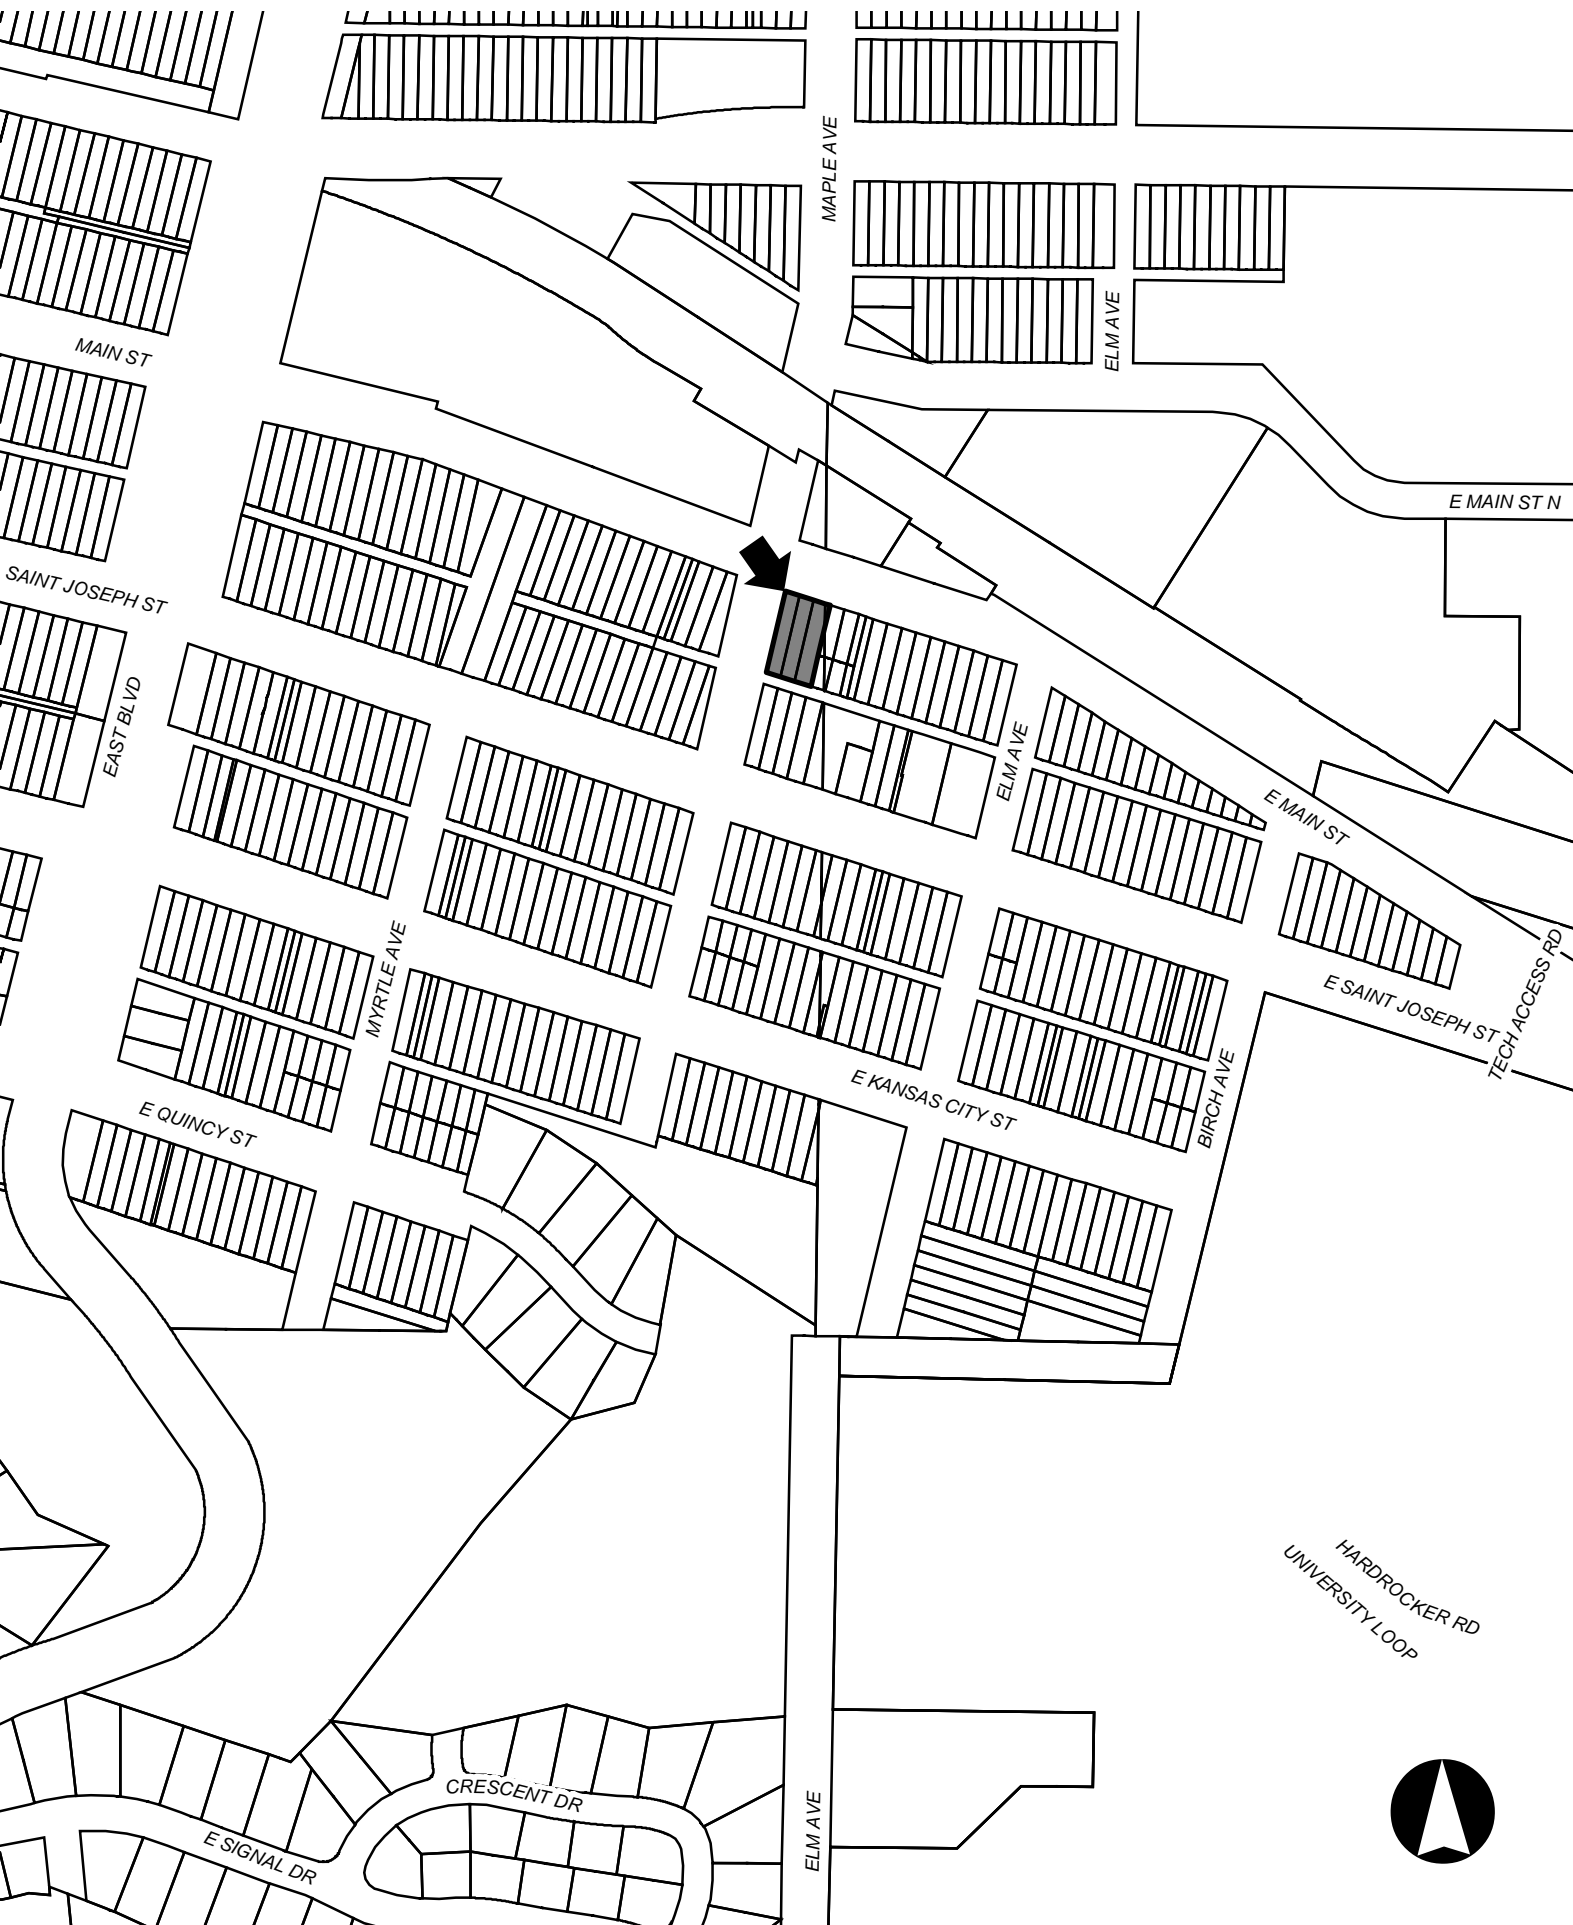 MAPLE AVE
ELM AVE
MAIN ST
E MAIN ST N
SAINT JOSEPH ST
EAST BLVD
ELM AVE
E MAIN ST
MYRTLE AVE
TECH ACCESS RD
E SAINT JOSEPH ST
E KANSAS CITY ST
BIRCH AVE
E QUINCY ST
HARDROCKER RD
UNIVERSITY LOOP
CRESCENT DR
ELM AVE
E SIGNAL DR